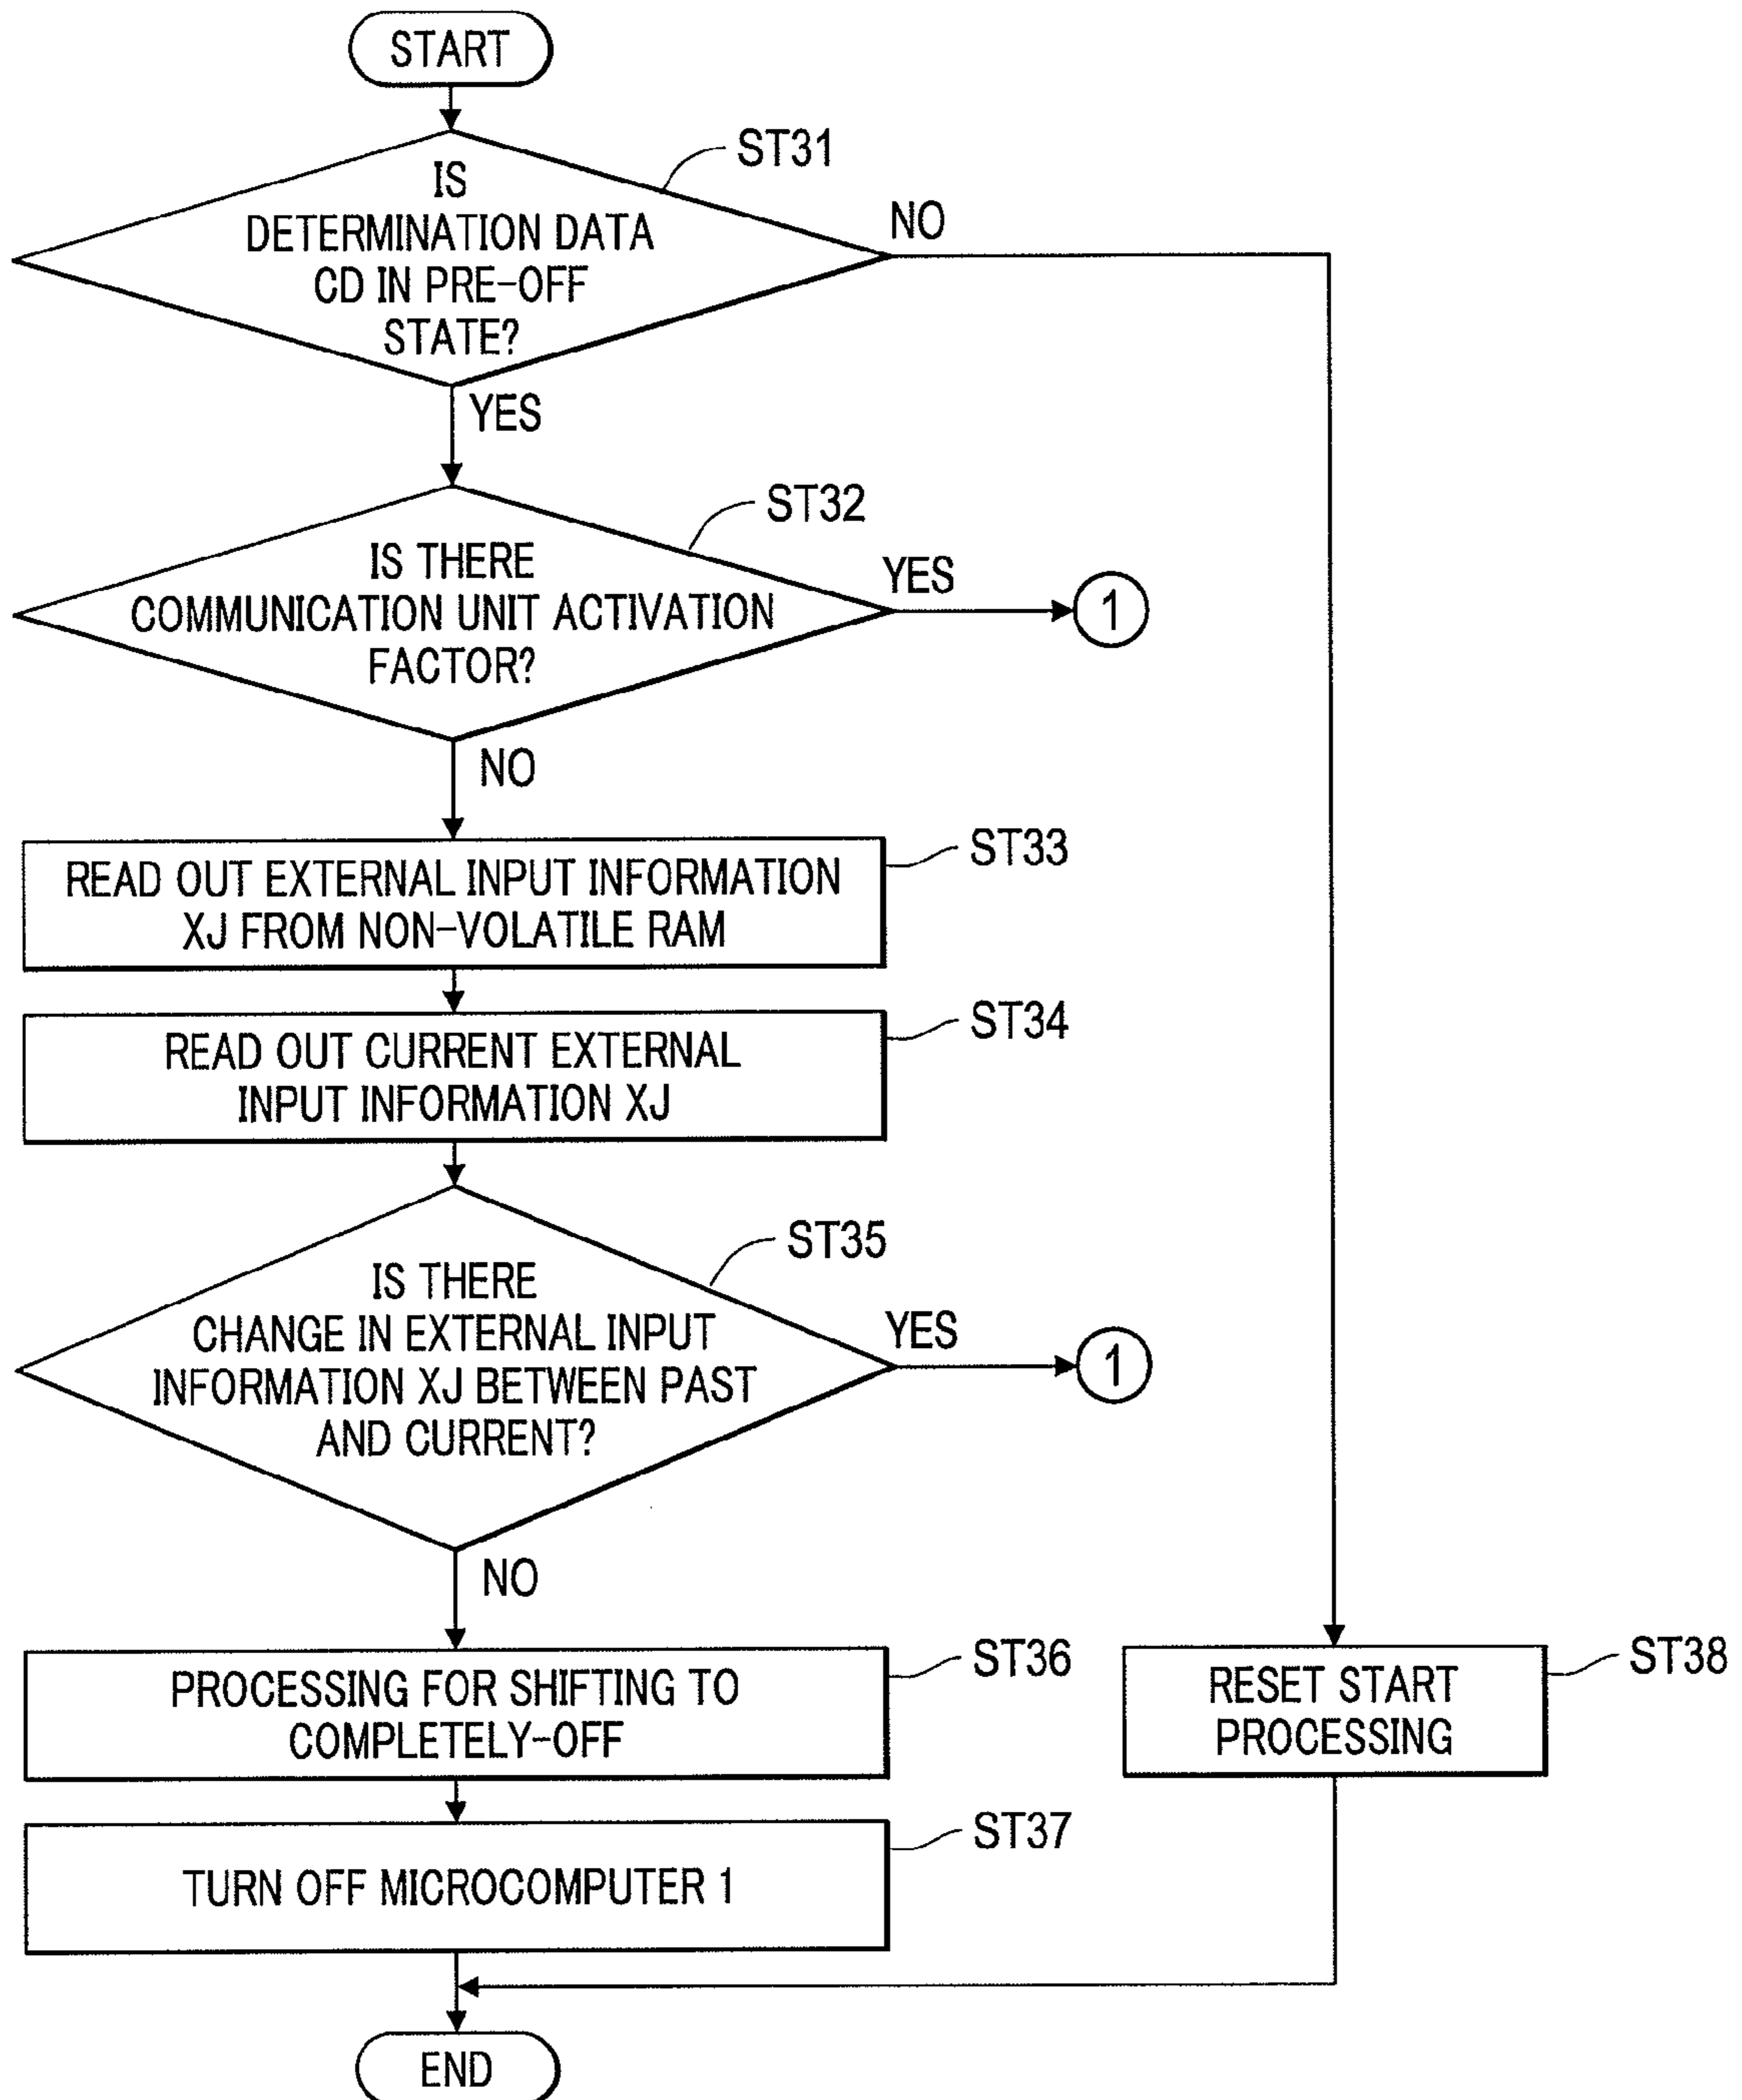 START
ST31
IS
DETERMINATION DATA
CD IN PRE-OFF
STATE?
NO
YES
ST32
IS THERE
COMMUNICATION UNIT ACTIVATION
FACTOR?
YES
1
NO
ST33
READ OUT EXTERNAL INPUT INFORMATION
XJ FROM NON-VOLATILE RAM
ST34
READ OUT CURRENT EXTERNAL
INPUT INFORMATION XJ
ST35
IS THERE
CHANGE IN EXTERNAL INPUT
INFORMATION XJ BETWEEN PAST
AND CURRENT?
YES
1
NO
ST36
PROCESSING FOR SHIFTING TO
COMPLETELY-OFF
ST38
RESET START
PROCESSING
ST37
TURN OFF MICROCOMPUTER 1
END